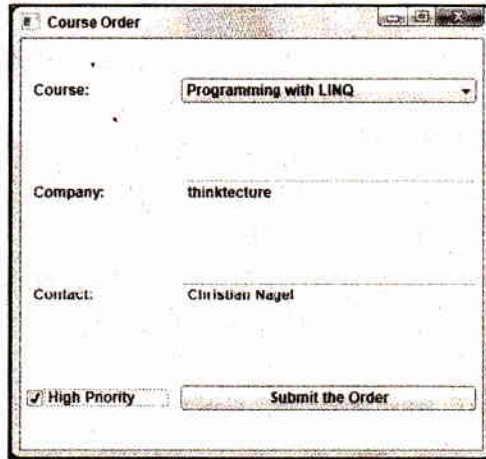 Course Order
Course: Programming with LINQ
Company: thinktecture
Contact: Christian Nagel
High Priority Submit the Order